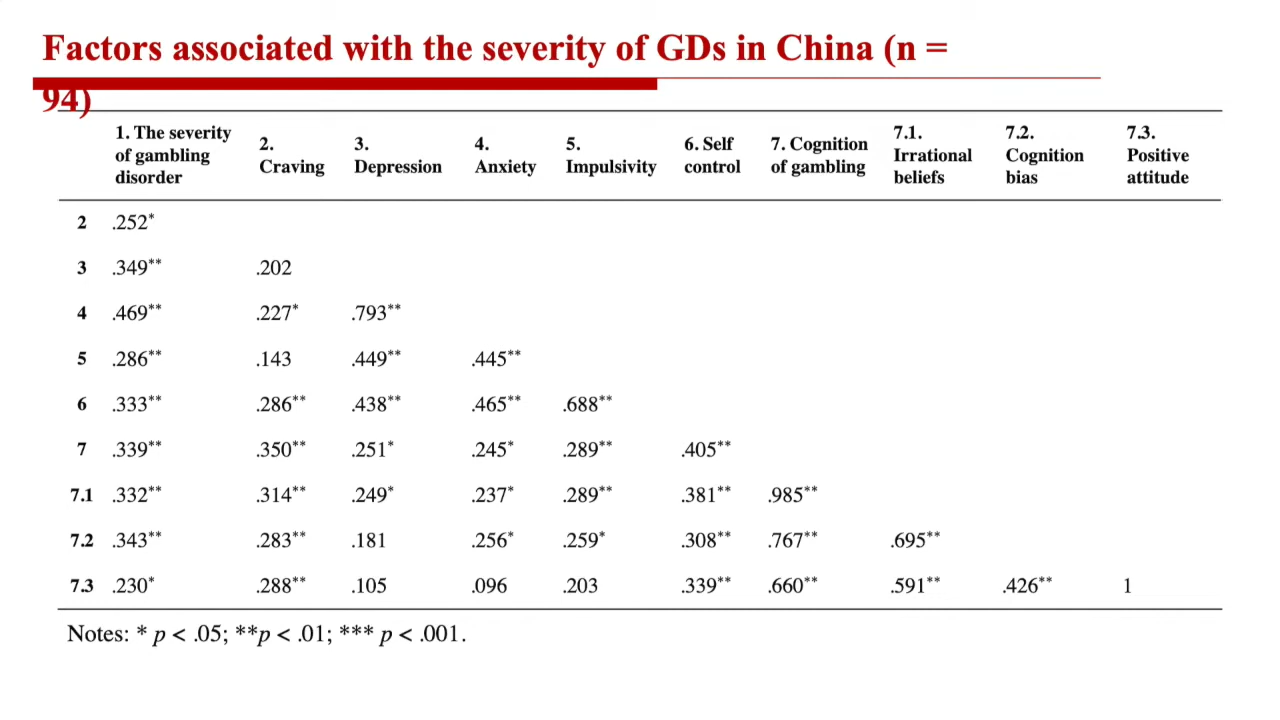 Factors associated with the severity of GDs in China (n =
94)
1. The severity of gambling disorder 2. Craving 3. Depression 4. Anxiety 5. Impulsivity 6. Self control 7. Cognition of gambling 7.1. Irrational beliefs 7.2. Cognition bias 7.3. Positive attitude
2 .252*
3 .349** .202
4 .469** .227* .793**
5 .286** .143 .449** .445**
6 .333** .286** .438** .465** .688**
7 .339** .350** .251* .245* .289** .405**
7.1 .332** .314** .249* .237* .289** .381** .985**
7.2 .343** .283** .181 .256* .259* .308** .767** .695**
7.3 .230* .288** .105 .096 .203 .339** .660** .591** .426** 1
Notes: * p < .05; **p < .01; *** p < .001.